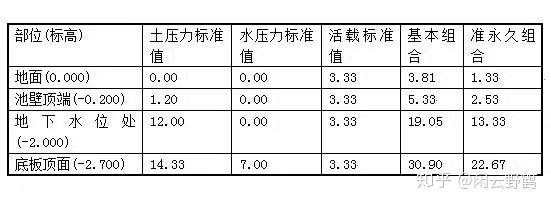 部位(标高) 土压力标准值 水压力标准值 活载标准值 基本组合 准永久组合
地面(0.000) 0.00 0.00 3.33 3.81 1.33
池壁顶端(-0.200) 1.20 0.00 3.33 5.33 2.53
地下水位处(-2.000) 12.00 0.00 3.33 19.05 13.33
底板顶面(-2.700) 14.33 7.00 3.33 30.90 22.67
知乎 @闲云野鹤